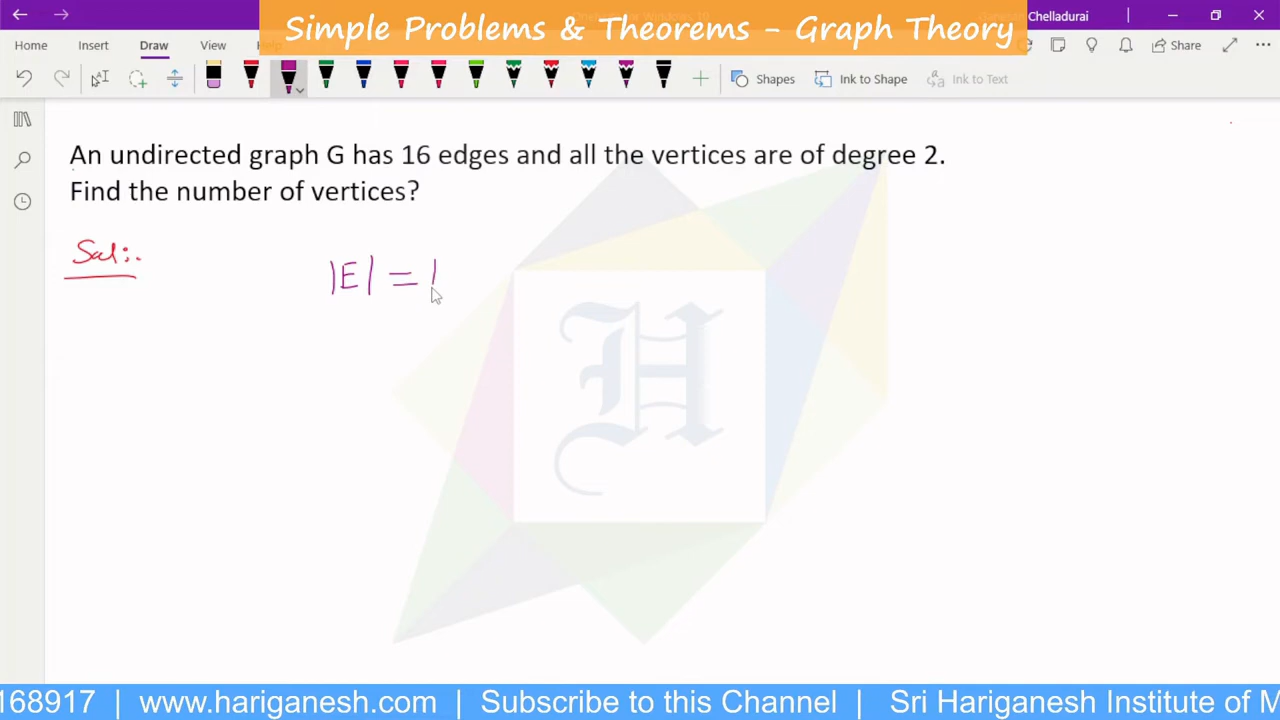 Simple Problems & Theorems - Graph Theory
Chelladurai
Home Insert Draw View
Share
Shapes Ink to Shape Ink to Text
An undirected graph G has 16 edges and all the vertices are of degree 2.
Find the number of vertices?
Sol:.
|E| = 1
H
168917 | www.hariganesh.com | Subscribe to this Channel | Sri Hariganesh Institute of M